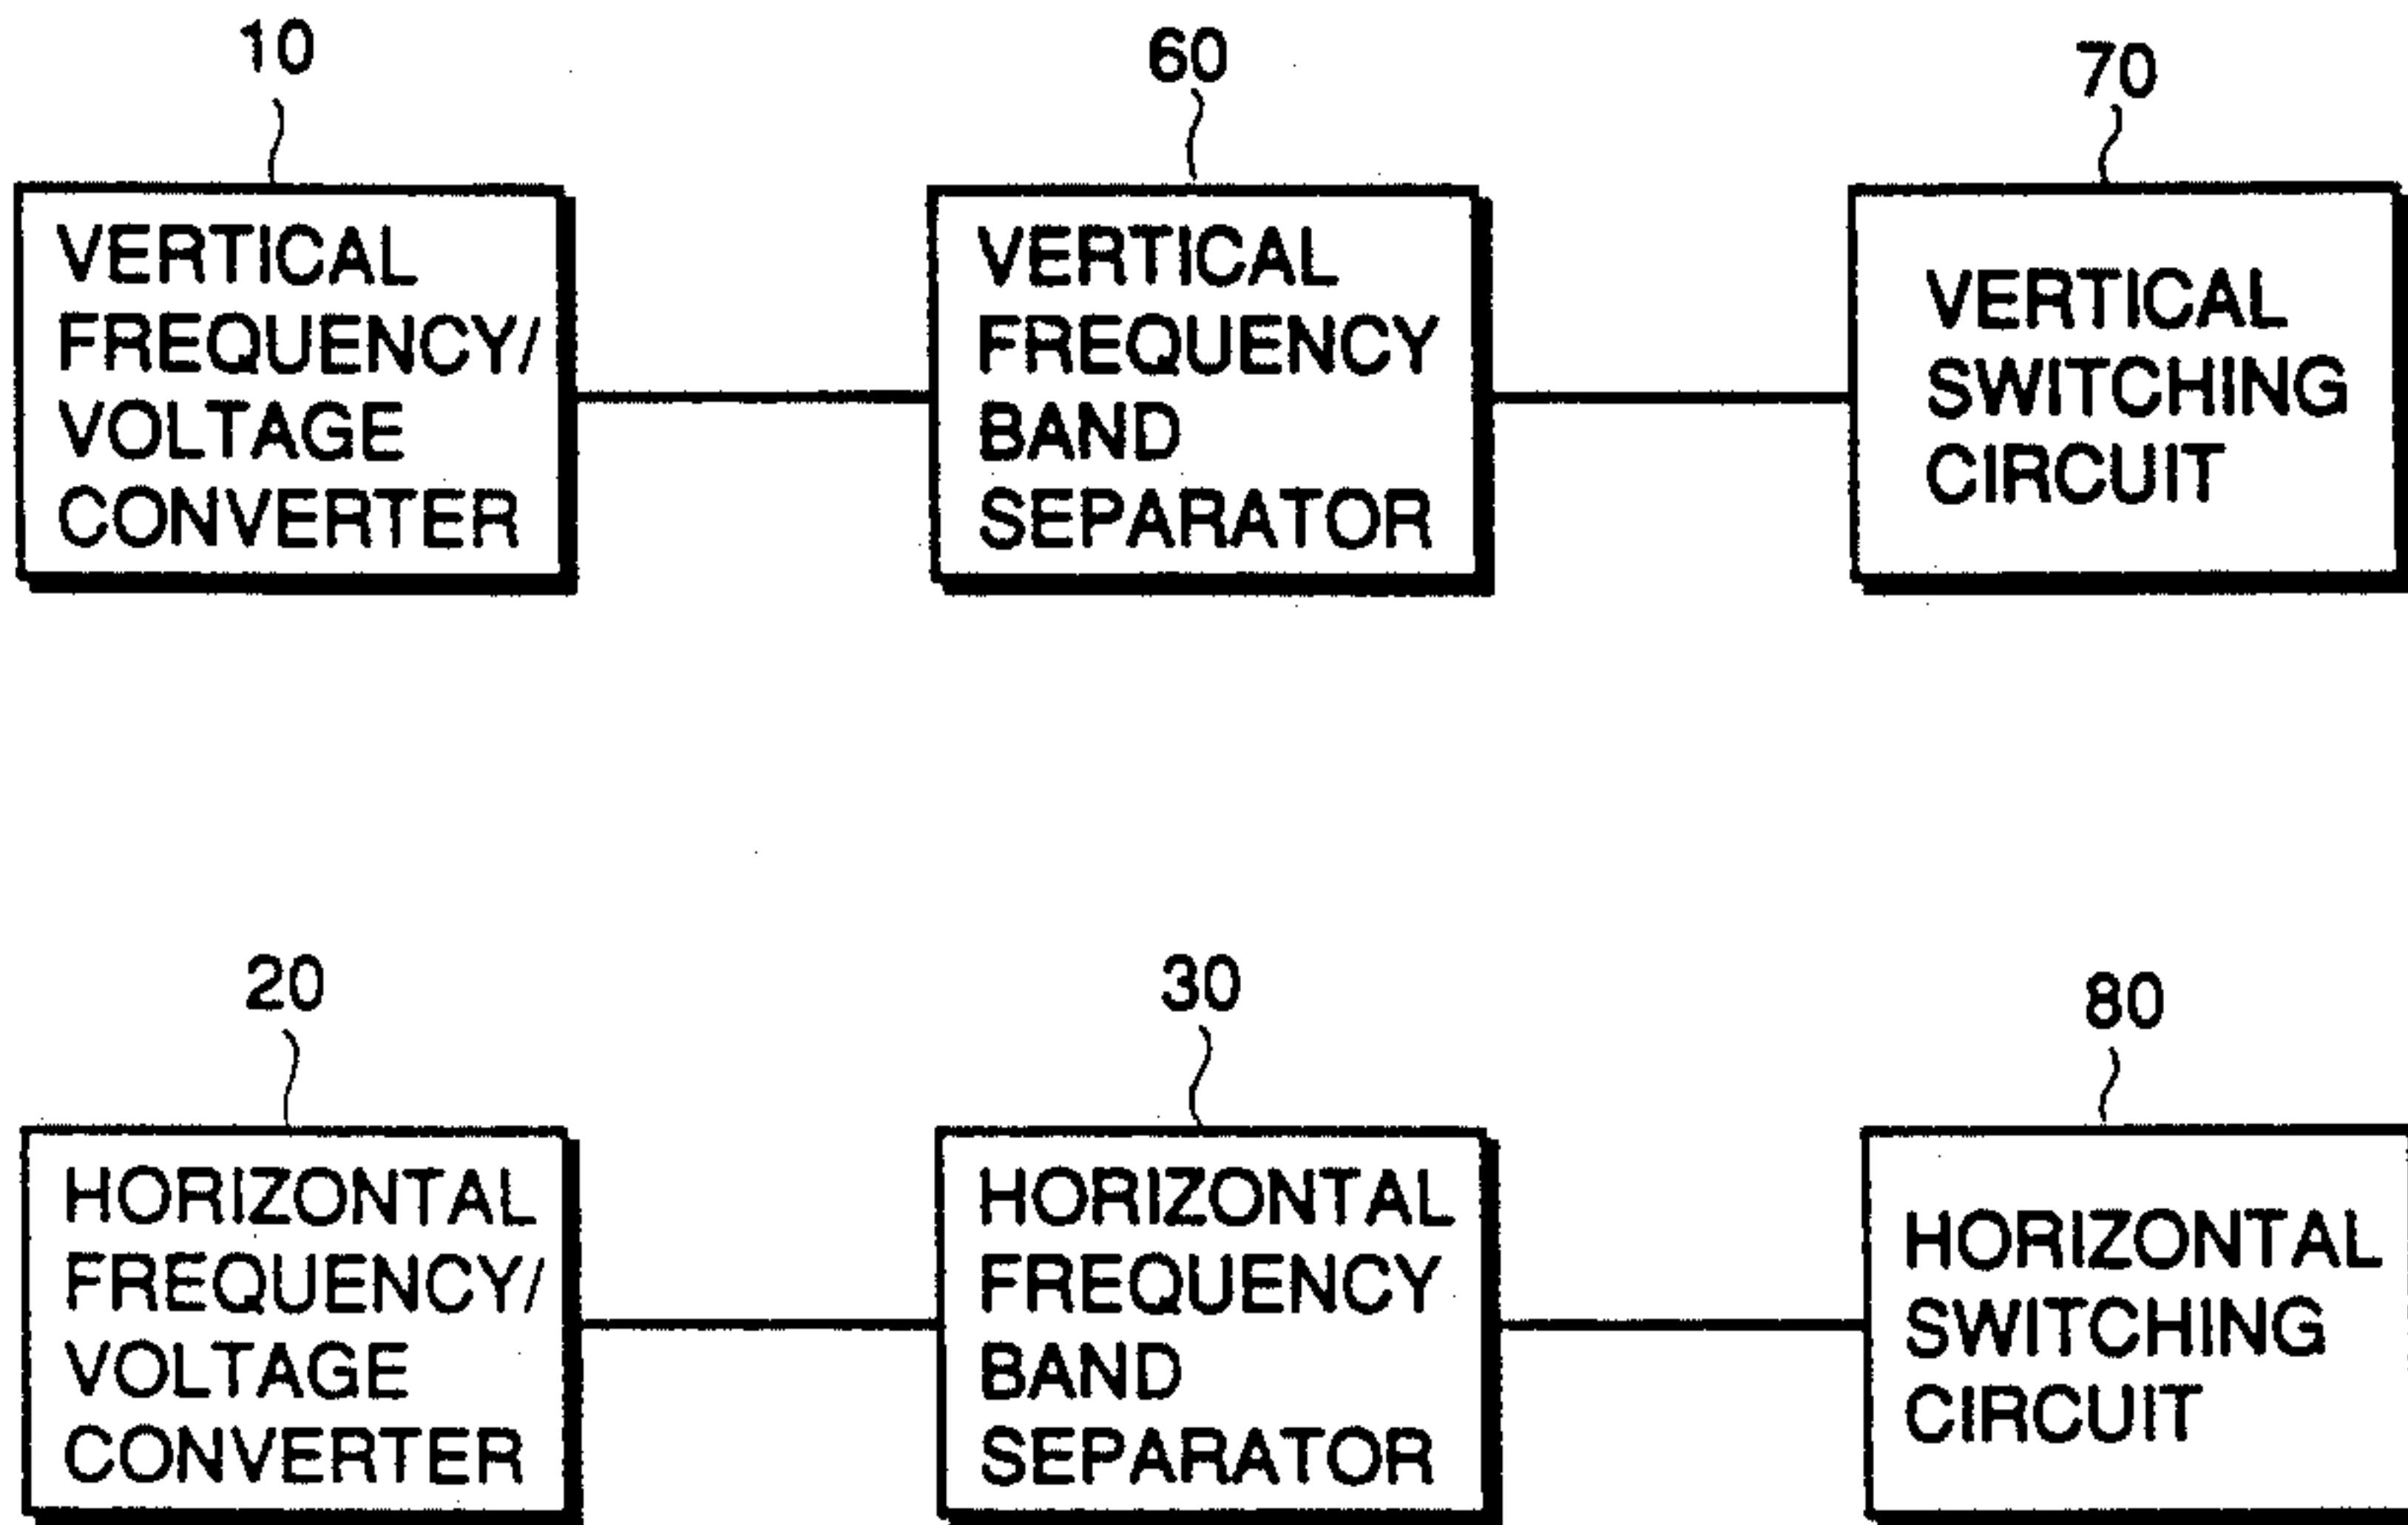 10
60
70
VERTICAL
FREQUENCY/
VOLTAGE
CONVERTER
VERTICAL
FREQUENCY
BAND
SEPARATOR
VERTICAL
SWITCHING
CIRCUIT
20
30
80
HORIZONTAL
FREQUENCY/
VOLTAGE
CONVERTER
HORIZONTAL
FREQUENCY
BAND
SEPARATOR
HORIZONTAL
SWITCHING
CIRCUIT